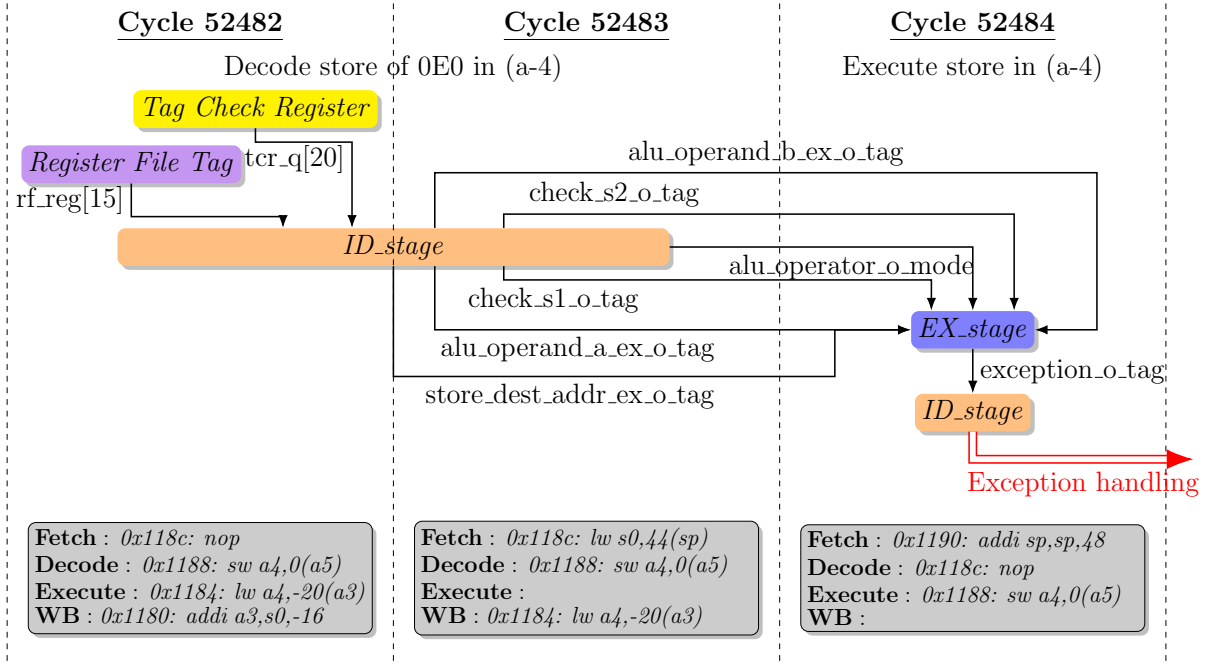 Cycle 52482
Cycle 52483
Cycle 52484
Decode store of 0E0 in (a-4)
Execute store in (a-4)
Tag Check Register
Register File Tag
tcr_q[20]
rf_reg[15]
ID_stage
alu_operand_b_ex_o_tag
check_s2_o_tag
alu_operator_o_mode
check_s1_o_tag
EX_stage
alu_operand_a_ex_o_tag
exception_o_tag
store_dest_addr_ex_o_tag
ID_stage
Exception handling
Fetch : 0x118c: nop
Decode : 0x1188: sw a4,0(a5)
Execute : 0x1184: lw a4,-20(a3)
WB : 0x1180: addi a3,s0,-16
Fetch : 0x118c: lw s0,44(sp)
Decode : 0x1188: sw a4,0(a5)
Execute :
WB : 0x1184: lw a4,-20(a3)
Fetch : 0x1190: addi sp,sp,48
Decode : 0x118c: nop
Execute : 0x1188: sw a4,0(a5)
WB :